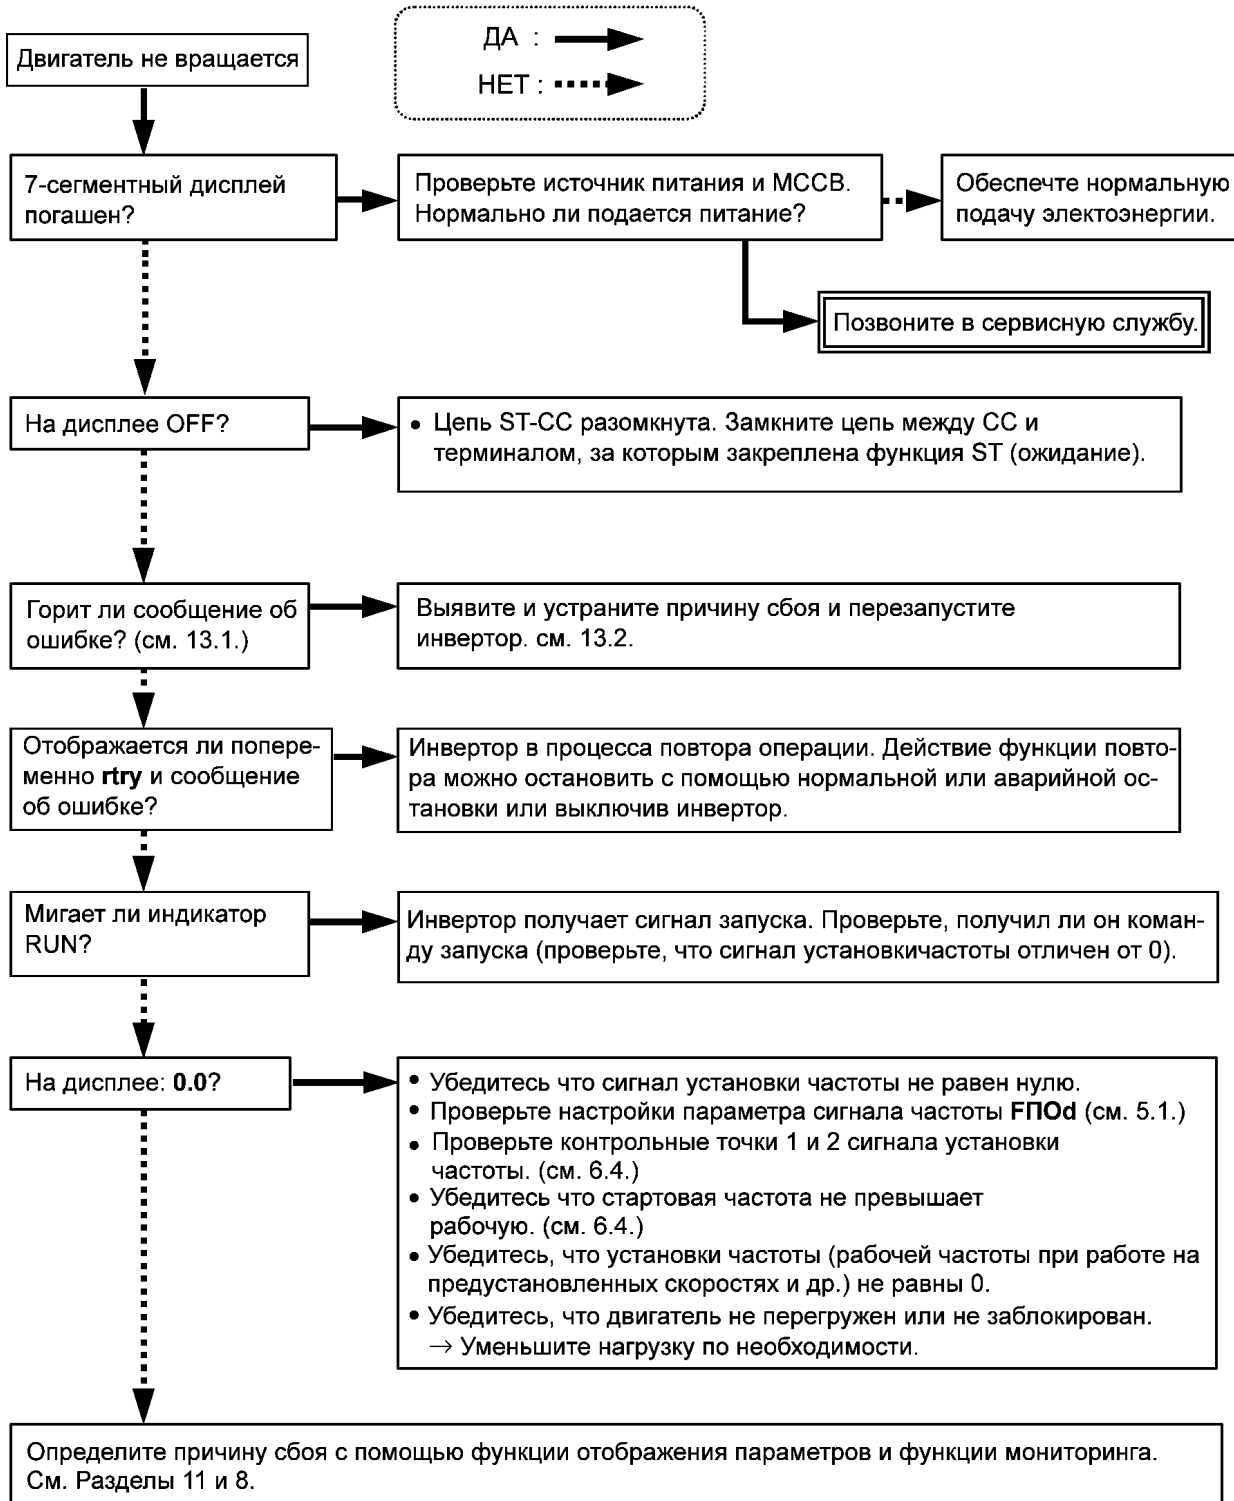 ДА :
НЕТ :
Двигатель не вращается
7-сегментный дисплей
погашен?
Проверьте источник питания и МССВ.
Нормально ли подается питание?
Обеспечте нормальную
подачу электоэнергии.
Позвоните в сервисную службу.
На дисплее OFF?
• Цепь ST-CC разомкнута. Замкните цепь между СС и
терминалом, за которым закреплена функция ST (ожидание).
Горит ли сообщение об
ошибке? (см. 13.1.)
Выявите и устраните причину сбоя и перезапустите
инвертор. см. 13.2.
Отображается ли попере-
менно rtry и сообщение
об ошибке?
Инвертор в процесса повтора операции. Действие функции повто-
ра можно остановить с помощью нормальной или аварийной ос-
тановки или выключив инвертор.
Мигает ли индикатор
RUN?
Инвертор получает сигнал запуска. Проверьте, получил ли он коман-
ду запуска (проверьте, что сигнал установкичастоты отличен от 0).
На дисплее: 0.0?
• Убедитесь что сигнал установки частоты не равен нулю.
• Проверьте настройки параметра сигнала частоты FПOd (см. 5.1.)
• Проверьте контрольные точки 1 и 2 сигнала установки
частоты. (см. 6.4.)
• Убедитесь что стартовая частота не превышает
рабочую. (см. 6.4.)
• Убедитесь, что установки частоты (рабочей частоты при работе на
предустановленных скоростях и др.) не равны 0.
• Убедитесь, что двигатель не перегружен или не заблокирован.
→ Уменьшите нагрузку по необходимости.
Определите причину сбоя с помощью функции отображения параметров и функции мониторинга.
См. Разделы 11 и 8.